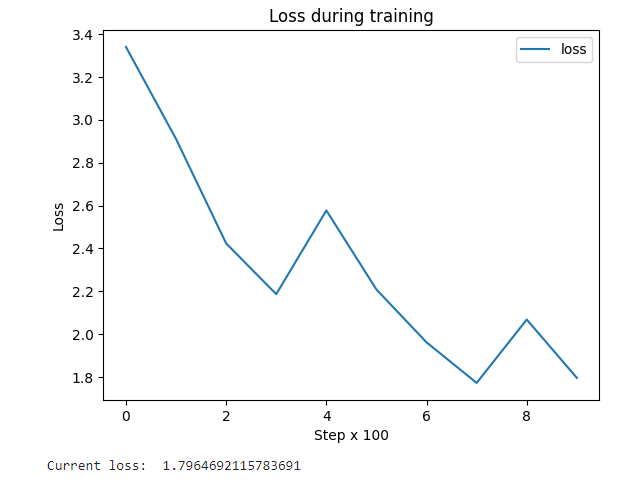 Loss during training
loss
3.4
3.2
3.0
2.8
2.6
2.4
2.2
2.0
1.8
Loss
0 2 4 6 8
Step x 100
Current loss: 1.7964692115783691